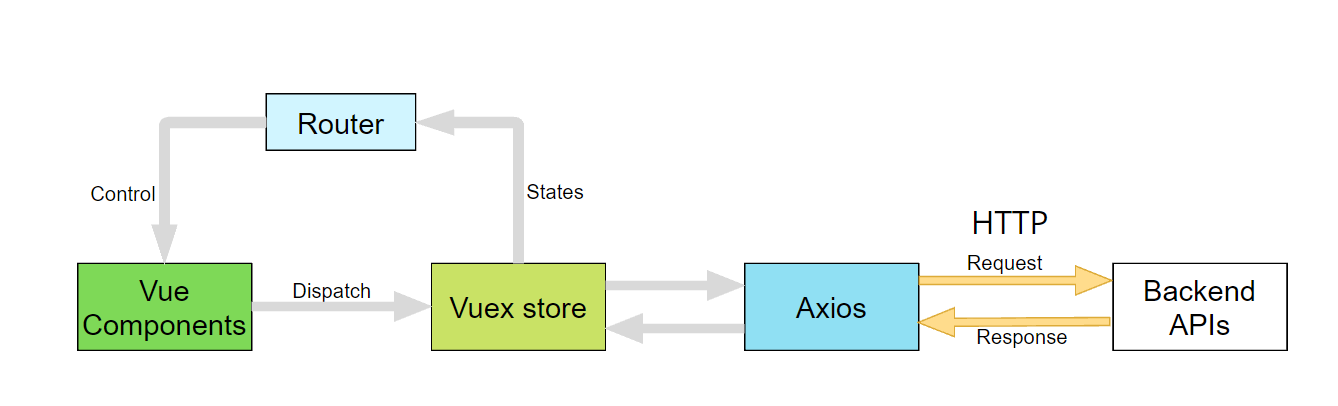 Router
Control
States
HTTP
Request
Vue
Components
Dispatch
Vuex store
Axios
Backend
APIs
Response